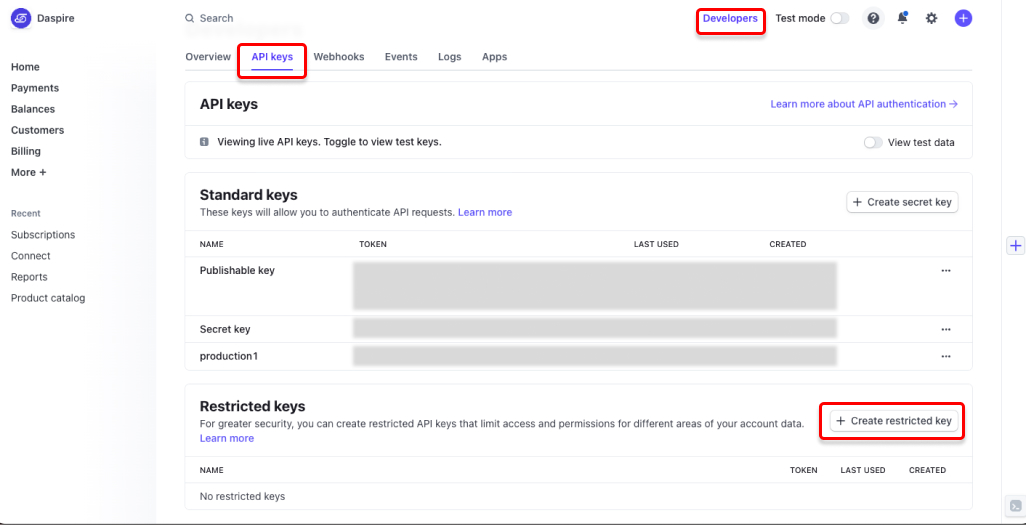 Daspire
Search
Developers
Test mode
Overview
API keys
Webhooks
Events
Logs
Apps
Home
Payments
Balances
Customers
Billing
More +
Recent
Subscriptions
Connect
Reports
Product catalog
API keys
Learn more about API authentication →
Viewing live API keys. Toggle to view test keys.
View test data
Standard keys
These keys will allow you to authenticate API requests. Learn more
+ Create secret key
NAME TOKEN LAST USED CREATED
Publishable key
Secret key
production1
Restricted keys
For greater security, you can create restricted API keys that limit access and permissions for different areas of your account data.
Learn more
+ Create restricted key
NAME TOKEN LAST USED CREATED
No restricted keys